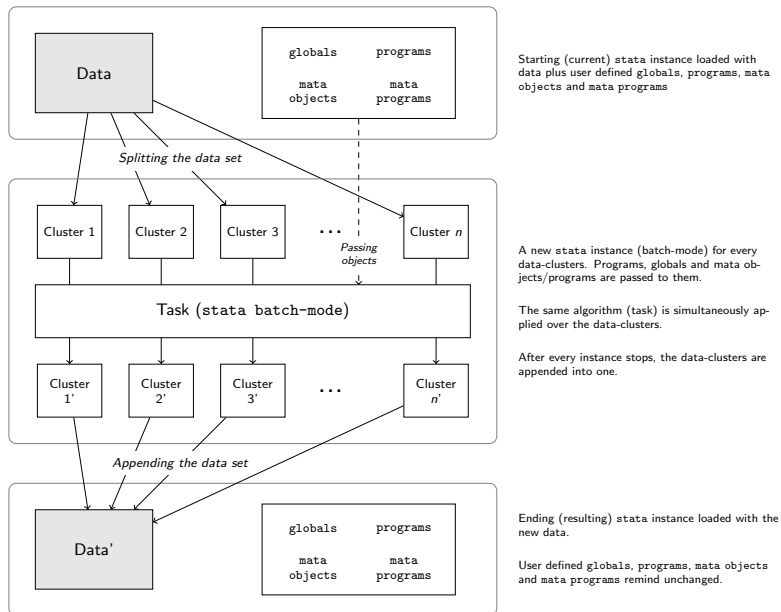 Data
globals programs
mata mata
objects programs
Starting (current) stata instance loaded with
data plus user defined globals, programs, mata
objects and mata programs
Splitting the data set
Cluster 1 Cluster 2 Cluster 3 ... Cluster n
Passing
objects
Task (stata batch-mode)
Cluster Cluster Cluster ... Cluster
1' 2' 3' n'
A new stata instance (batch-mode) for every
data-clusters. Programs, globals and mata ob-
jects/programs are passed to them.
The same algorithm (task) is simultaneously ap-
plied over the data-clusters.
After every instance stops, the data-clusters are
appended into one.
Appending the data set
Data'
globals programs
mata mata
objects programs
Ending (resulting) stata instance loaded with the
new data.
User defined globals, programs, mata objects
and mata programs remind unchanged.